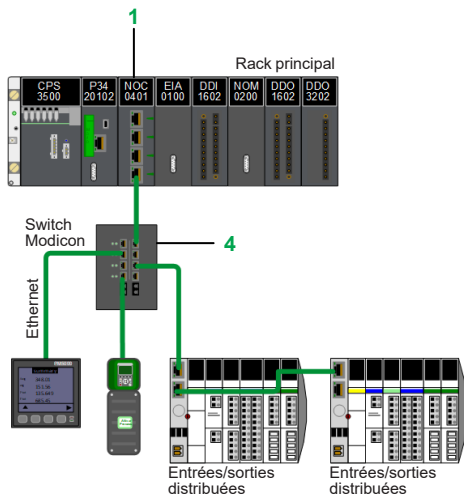 1
Rack principal
CPS 3500
P34 20102
NOC 0401
EIA 0100
DDI 1602
NOM 0200
DDO 1602
DDO 3202
Switch
Modicon
4
Ethernet
Entrées/sorties
distribuées
Entrées/sorties
distribuées